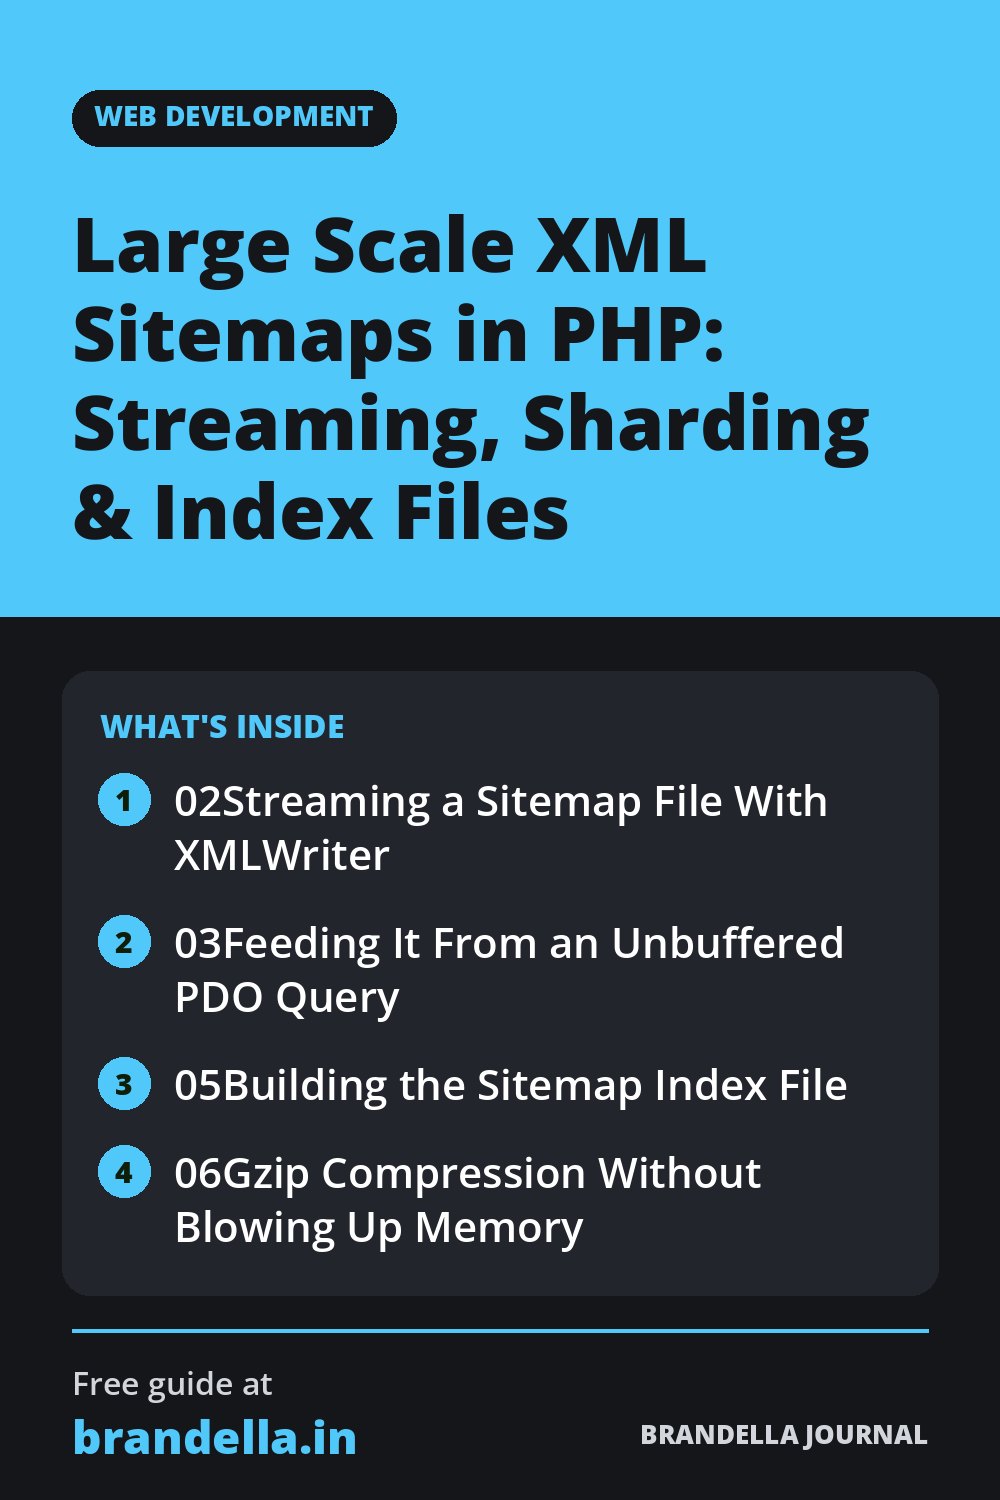 WEB DEVELOPMENT
Large Scale XML
Sitemaps in PHP:
Streaming, Sharding
& Index Files
WHAT'S INSIDE
1 02Streaming a Sitemap File With
XMLWriter
2 03Feeding It From an Unbuffered
PDO Query
3 05Building the Sitemap Index File
4 06Gzip Compression Without
Blowing Up Memory
Free guide at
brandella.in
BRANDELLA JOURNAL